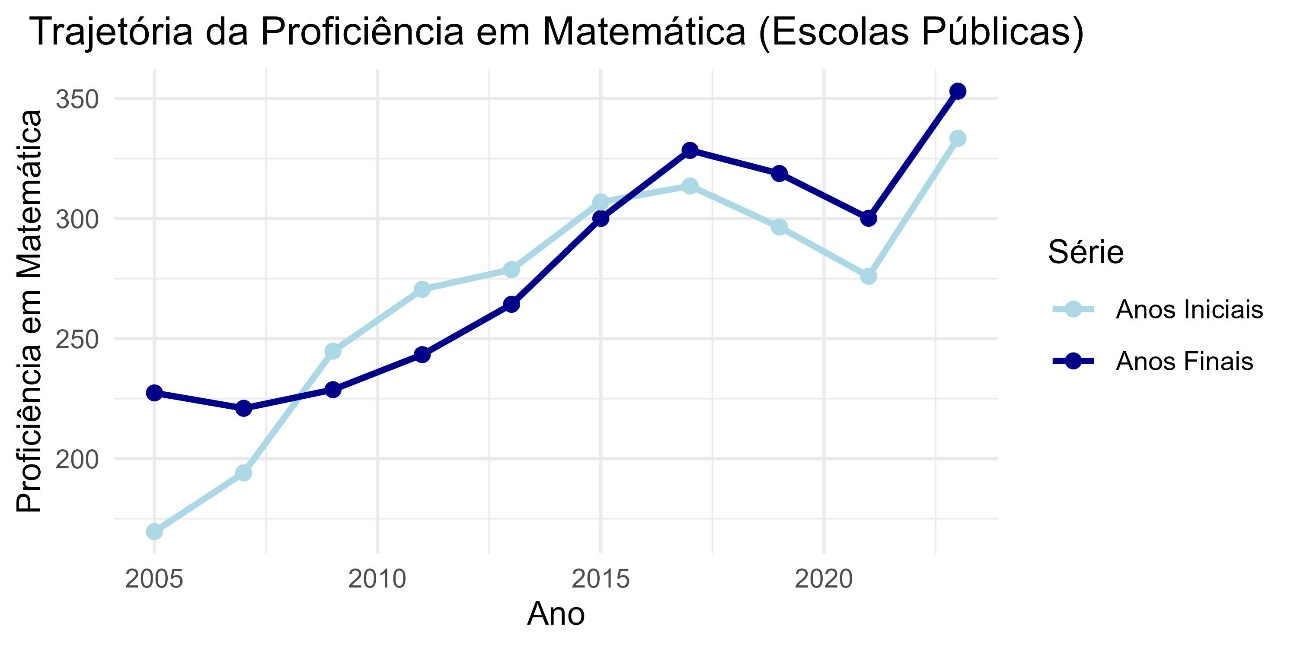 Trajetória da Proficiência em Matemática (Escolas Públicas)
Proficiência em Matemática
350
300
250
200
2005
2010
2015
2020
Ano
Série
Anos Iniciais
Anos Finais